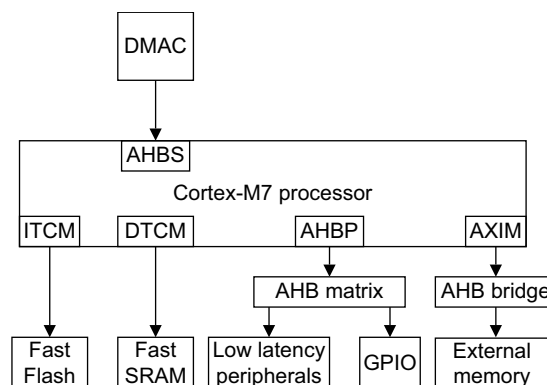 DMAC
AHBS
Cortex-M7 processor
ITCM DTCM AHBP AXIM
AHB matrix AHB bridge
Fast Flash
Fast SRAM
Low latency peripherals
GPIO
External memory